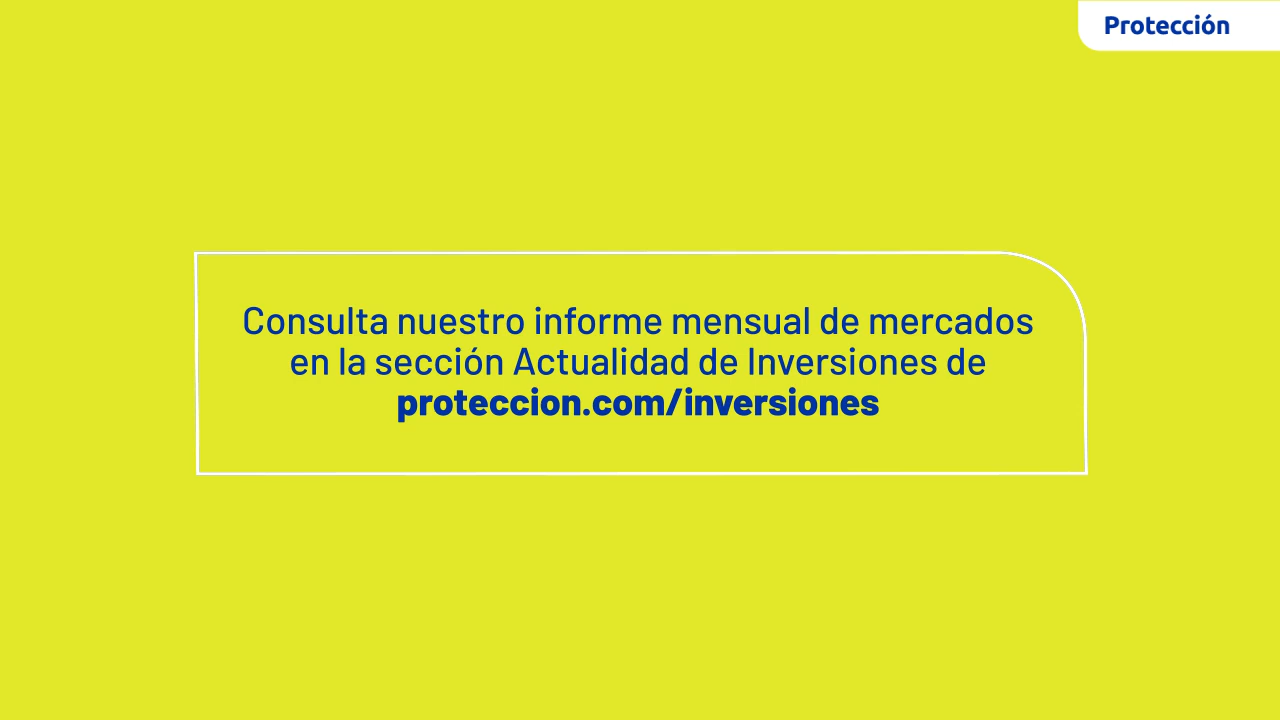 Protección
Consulta nuestro informe mensual de mercados
en la sección Actualidad de Inversiones de
proteccion.com/inversiones